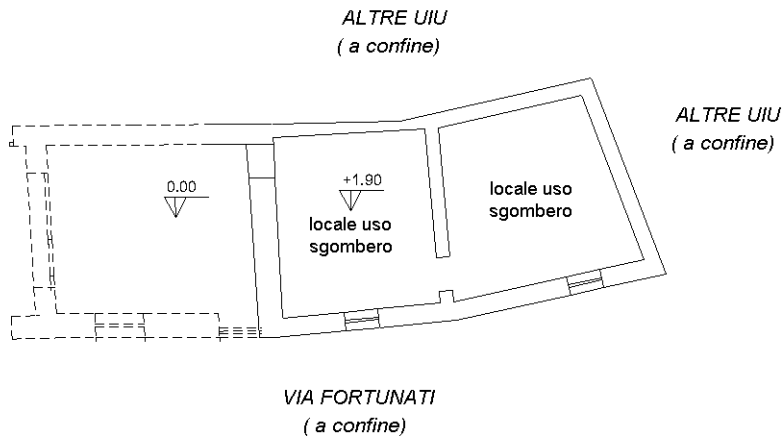 ALTRE UIU
( a confine)
ALTRE UIU
( a confine)
0.00
+1.90
locale uso
sgombero
locale uso
sgombero
VIA FORTUNATI
( a confine)